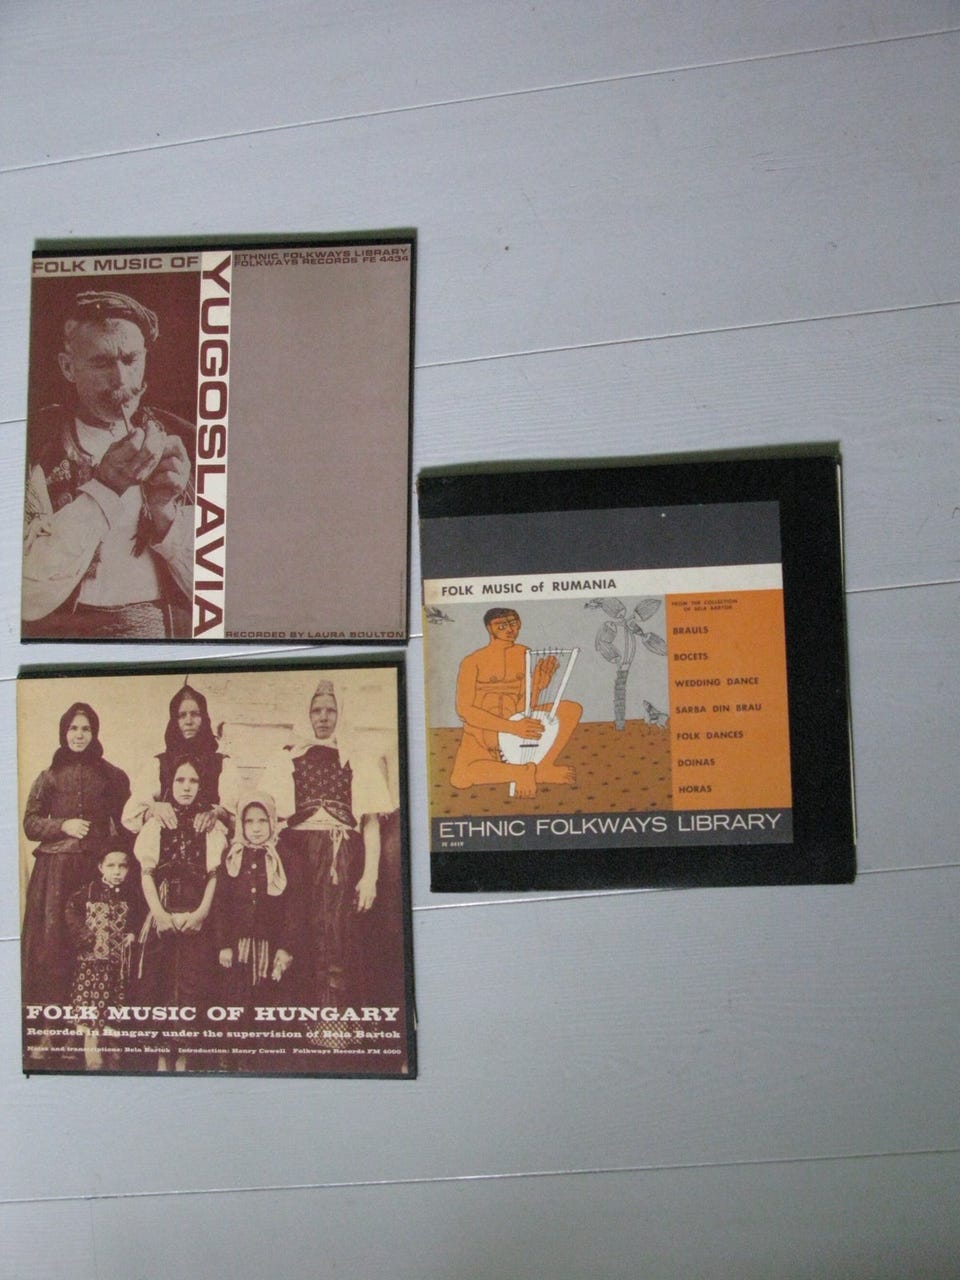 FOLK MUSIC OF
YUGOSLAVIA
ETHNIC FOLKWAYS LIBRARY
FOLKWAYS RECORDS FE 4434
RECORDED BY LAURA BOULTON
FOLK MUSIC of RUMANIA
FROM THE COLLECTION
OF BELA BARTOK
BRAULS
BOCETS
WEDDING DANCE
SARBA DIN BRAU
FOLK DANCES
DOINAS
HORAS
ETHNIC FOLKWAYS LIBRARY
FE 4419
FOLK MUSIC OF HUNGARY
Recorded in Hungary under the supervision of Bela Bartok
Notes and transcriptions: Bela Bartok Introduction: Henry Cowell Folkways Records FM 4000